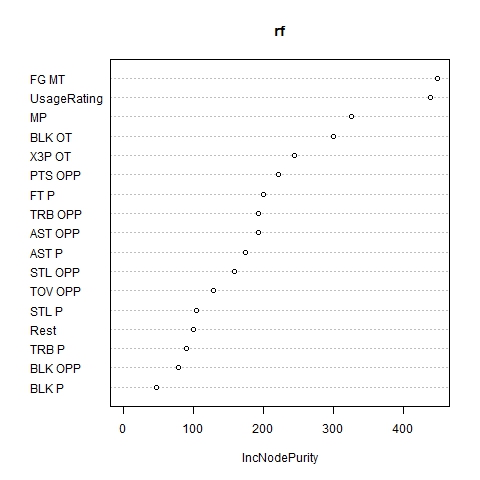 rf
FG MT
UsageRating
MP
BLK OT
X3P OT
PTS OPP
FT P
TRB OPP
AST OPP
AST P
STL OPP
TOV OPP
STL P
Rest
TRB P
BLK OPP
BLK P
0 100 200 300 400
IncNodePurity